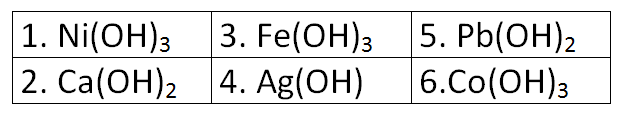 1. Ni(OH)₃ 3. Fe(OH)₃ 5. Pb(OH)₂
2. Ca(OH)₂ 4. Ag(OH) 6.Co(OH)₃